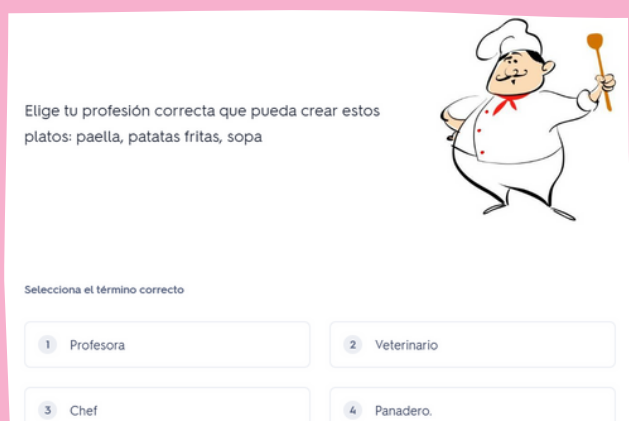 Elige tu profesión correcta que pueda crear estos
platos: paella, patatas fritas, sopa
Selecciona el término correcto
1 Profesora
2 Veterinario
3 Chef
4 Panadero.